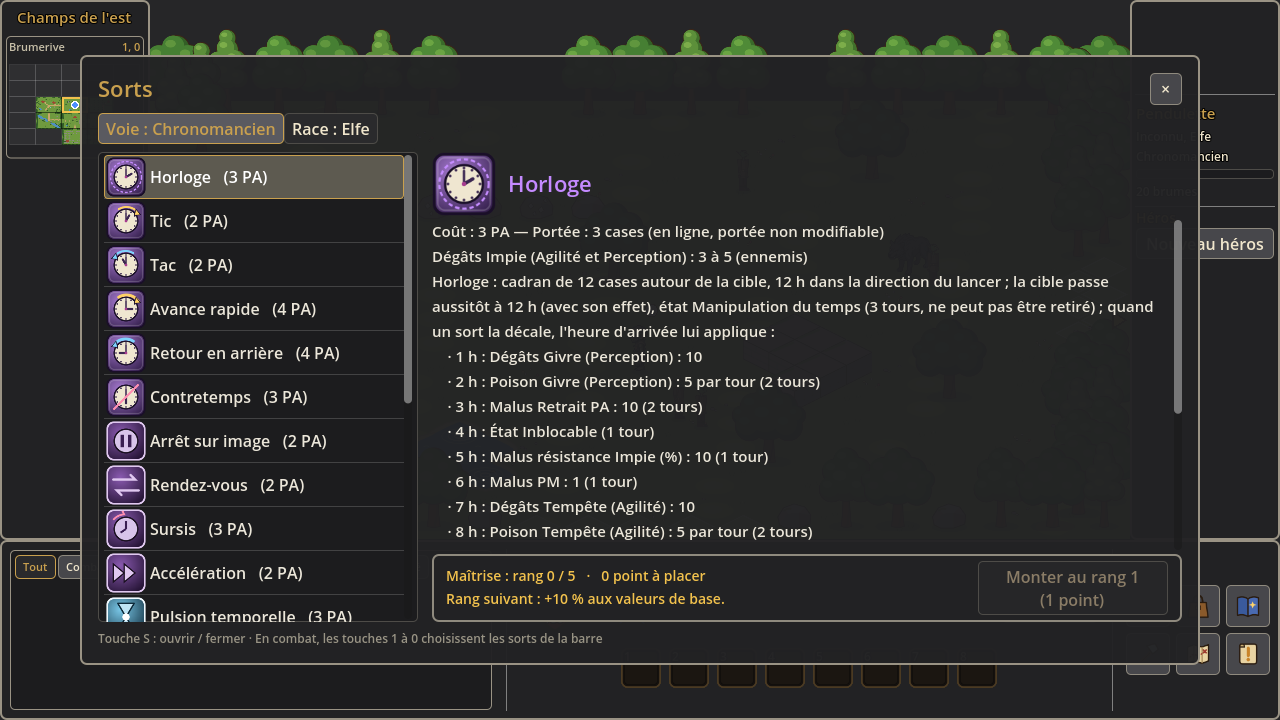 Champs de l'est
Brumerive 1, 0
Sorts
×
Voie : Chronomancien
Race : Elfe
Horloge (3 PA)
Tic (2 PA)
Tac (2 PA)
Avance rapide (4 PA)
Retour en arrière (4 PA)
Contretemps (3 PA)
Arrêt sur image (2 PA)
Rendez-vous (2 PA)
Sursis (3 PA)
Accélération (2 PA)
Pulsion temporelle (3 PA)
Horloge
Coût : 3 PA — Portée : 3 cases (en ligne, portée non modifiable)
Dégâts Impie (Agilité et Perception) : 3 à 5 (ennemis)
Horloge : cadran de 12 cases autour de la cible, 12 h dans la direction du lancer ; la cible passe
aussitôt à 12 h (avec son effet), état Manipulation du temps (3 tours, ne peut pas être retiré) ; quand
un sort la décale, l'heure d'arrivée lui applique :
· 1 h : Dégâts Givre (Perception) : 10
· 2 h : Poison Givre (Perception) : 5 par tour (2 tours)
· 3 h : Malus Retrait PA : 10 (2 tours)
· 4 h : État Inblocable (1 tour)
· 5 h : Malus résistance Impie (%) : 10 (1 tour)
· 6 h : Malus PM : 1 (1 tour)
· 7 h : Dégâts Tempête (Agilité) : 10
· 8 h : Poison Tempête (Agilité) : 5 par tour (2 tours)
Maîtrise : rang 0 / 5 · 0 point à placer
Rang suivant : +10 % aux valeurs de base.
Monter au rang 1
(1 point)
Touche S : ouvrir / fermer · En combat, les touches 1 à 0 choisissent les sorts de la barre
Nouveau héros
Tout